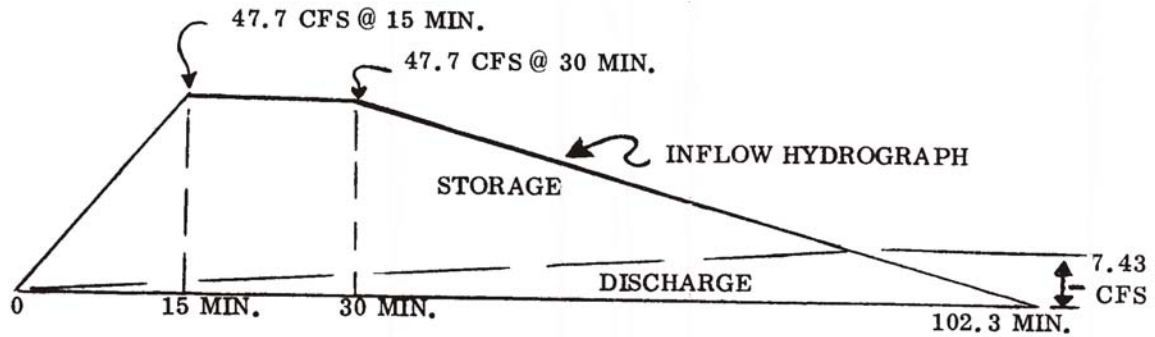 47.7 CFS @ 15 MIN.
47.7 CFS @ 30 MIN.
INFLOW HYDROGRAPH
STORAGE
DISCHARGE
7.43
CFS
0
15 MIN.
30 MIN.
102.3 MIN.